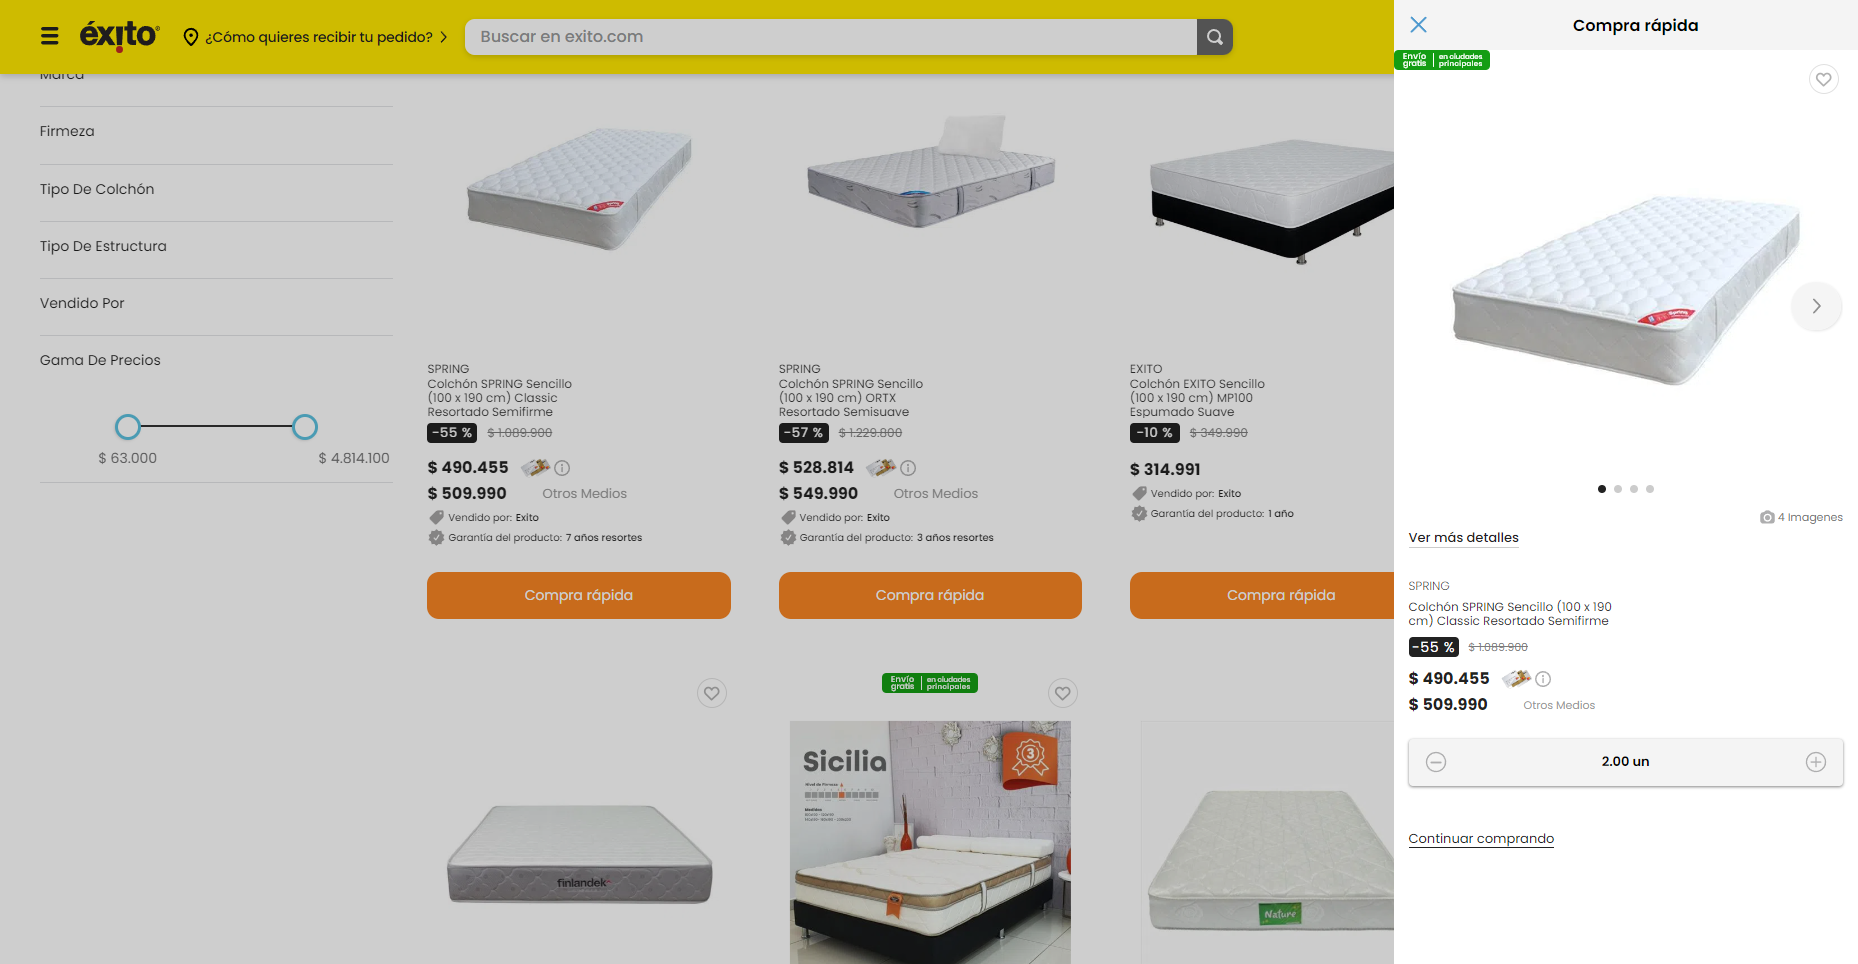 éxito
¿Cómo quieres recibir tu pedido?
Buscar en exito.com
Marca
Firmeza
Tipo De Colchón
Tipo De Estructura
Vendido Por
Gama De Precios
$ 63.000
$ 4.814.100
SPRING
Colchón SPRING Sencillo
(100 x 190 cm) Classic
Resortado Semifirme
-55 % $ 1.089.900
$ 490.455
$ 509.990 Otros Medios
Vendido por: Exito
Garantía del producto: 7 años resortes
Compra rápida
SPRING
Colchón SPRING Sencillo
(100 x 190 cm) ORTX
Resortado Semisuave
-57 % $ 1.229.800
$ 528.814
$ 549.990 Otros Medios
Vendido por: Exito
Garantía del producto: 3 años resortes
Compra rápida
EXITO
Colchón EXITO Sencillo
(100 x 190 cm) MP100
Espumado Suave
-10 % $ 349.990
$ 314.991
Vendido por: Exito
Garantía del producto: 1 año
Compra rápida
finlandek
Envío gratis en ciudades principales
Sicilia
Nivel de Firmeza
Medidas
3
Nature
Compra rápida
Envío gratis en ciudades principales
Spring
4 Imagenes
Ver más detalles
SPRING
Colchón SPRING Sencillo (100 x 190
cm) Classic Resortado Semifirme
-55 % $ 1.089.900
$ 490.455
$ 509.990 Otros Medios
2.00 un
Continuar comprando